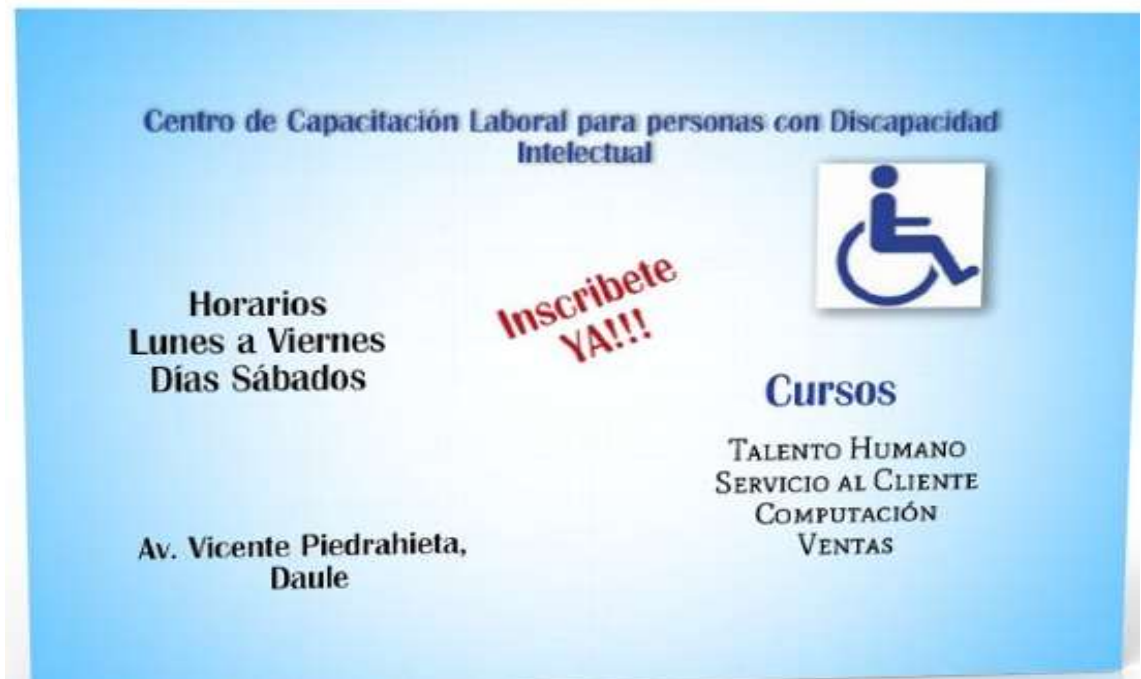 Centro de Capacitación Laboral para personas con Discapacidad
Intelectual
Inscribete
YA!!!
Horarios
Lunes a Viernes
Días Sábados
Cursos
TALENTO HUMANO
SERVICIO AL CLIENTE
COMPUTACIÓN
VENTAS
Av. Vicente Piedrahieta,
Daule